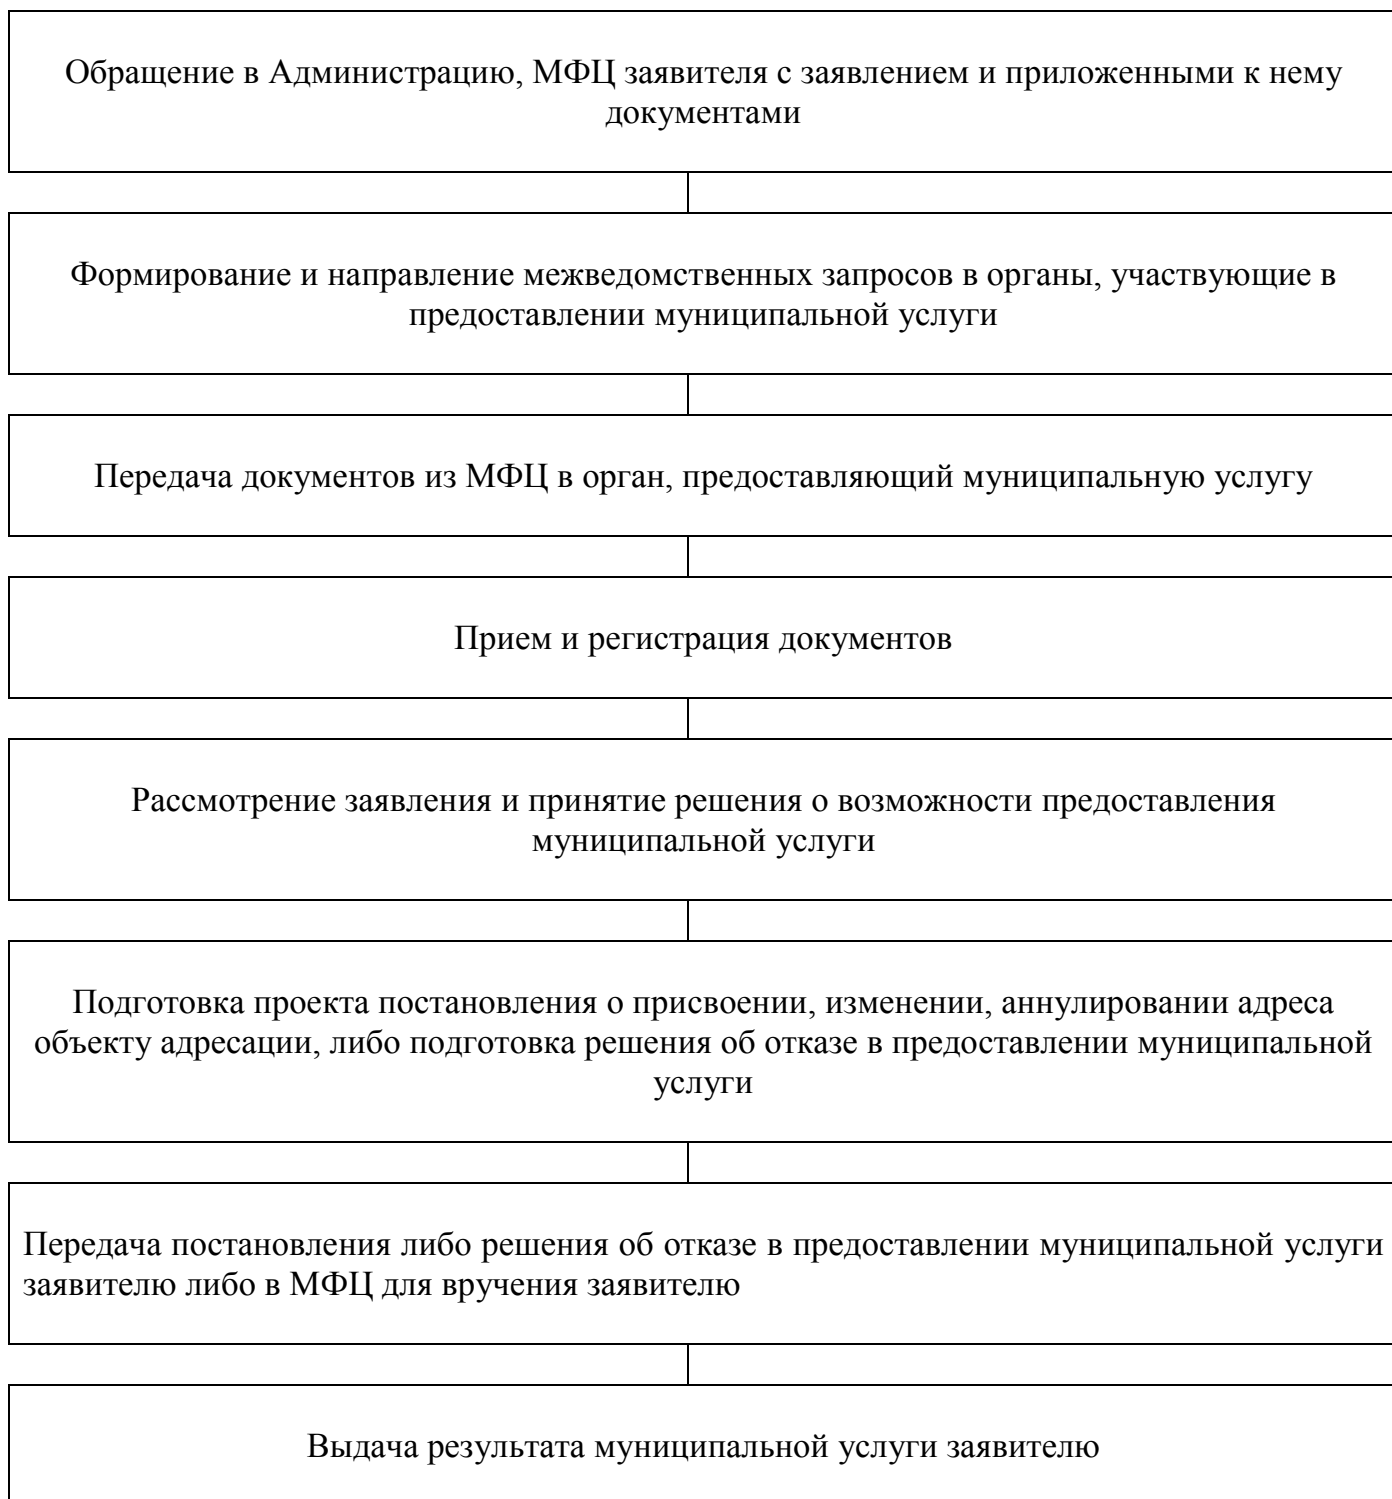 Обращение в Администрацию, МФЦ заявителя с заявлением и приложенными к нему
документами
Формирование и направление межведомственных запросов в органы, участвующие в
предоставлении муниципальной услуги
Передача документов из МФЦ в орган, предоставляющий муниципальную услугу
Прием и регистрация документов
Рассмотрение заявления и принятие решения о возможности предоставления
муниципальной услуги
Подготовка проекта постановления о присвоении, изменении, аннулировании адреса
объекту адресации, либо подготовка решения об отказе в предоставлении муниципальной
услуги
Передача постановления либо решения об отказе в предоставлении муниципальной услуги
заявителю либо в МФЦ для вручения заявителю
Выдача результата муниципальной услуги заявителю